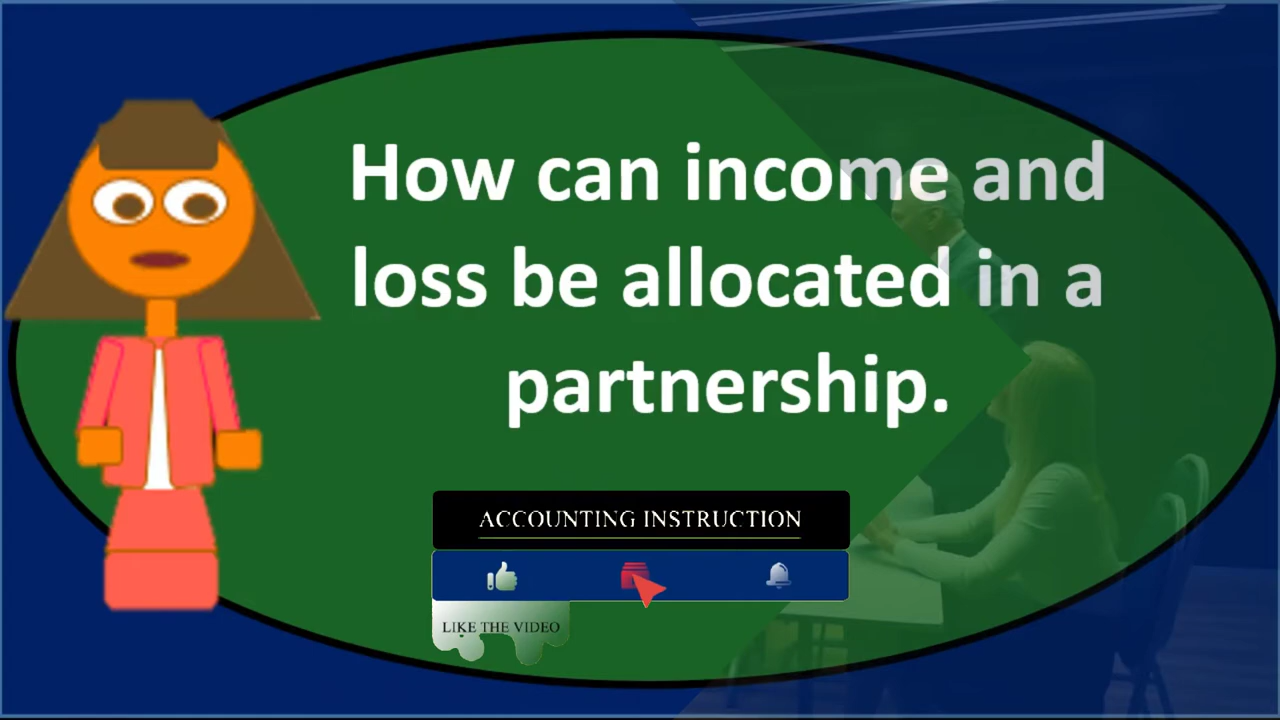 How can income and
loss be allocated in a
partnership.
ACCOUNTING INSTRUCTION
LIKE THE VIDEO